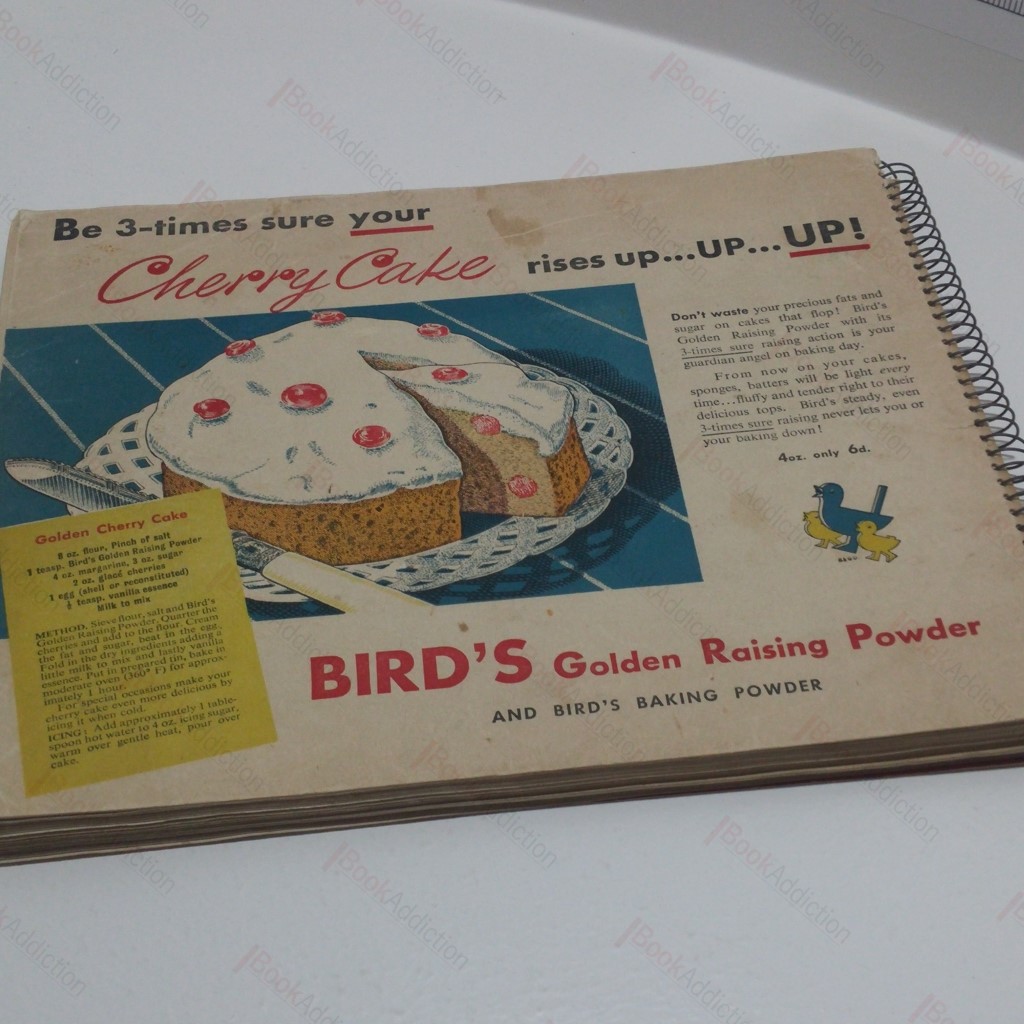 Be 3-times sure your
Cherry Cake rises up...UP...UP!
Don't waste your precious fats and
sugar on cakes that flop! Bird's
Golden Raising Powder with its
3-times sure raising action is your
guardian angel on baking day.
From now on your cakes,
sponges, batters will be light every
time...fluffy and tender right to their
delicious tops. Bird's steady, even
3-times sure raising never lets you or
your baking down!
4oz. only 6d.
Golden Cherry Cake
8 oz. flour, Pinch of salt
1 teasp. Bird's Golden Raising Powder
4 oz. margarine, 3 oz. sugar
2 oz. glacé cherries
1 egg (shell or reconstituted)
½ teasp. vanilla essence
Milk to mix
METHOD. Sieve flour, salt and Bird's
Golden Raising Powder. Quarter the
cherries and add to the flour. Cream
the fat and sugar, beat in the egg.
Fold in the dry ingredients adding a
little milk to mix and lastly vanilla
essence. Put in prepared tin, bake in
moderate oven (360° F) for approx-
imately 1 hour.
For special occasions make your
cherry cake even more delicious by
icing it when cold.
ICING: Add approximately 1 table-
spoon hot water to 4 oz. icing sugar,
warm over gentle heat, pour over
cake.
BIRD'S Golden Raising Powder
AND BIRD'S BAKING POWDER
BookAddiction